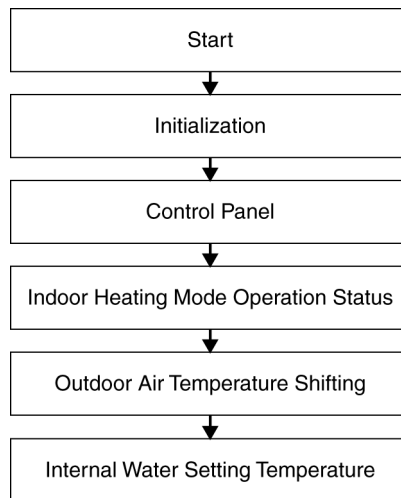 Start
Initialization
Control Panel
Indoor Heating Mode Operation Status
Outdoor Air Temperature Shifting
Internal Water Setting Temperature